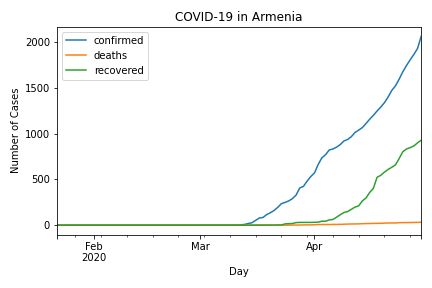 COVID-19 in Armenia
confirmed
deaths
recovered
Number of Cases
2000
1500
1000
500
0
Feb
2020
Mar
Apr
Day